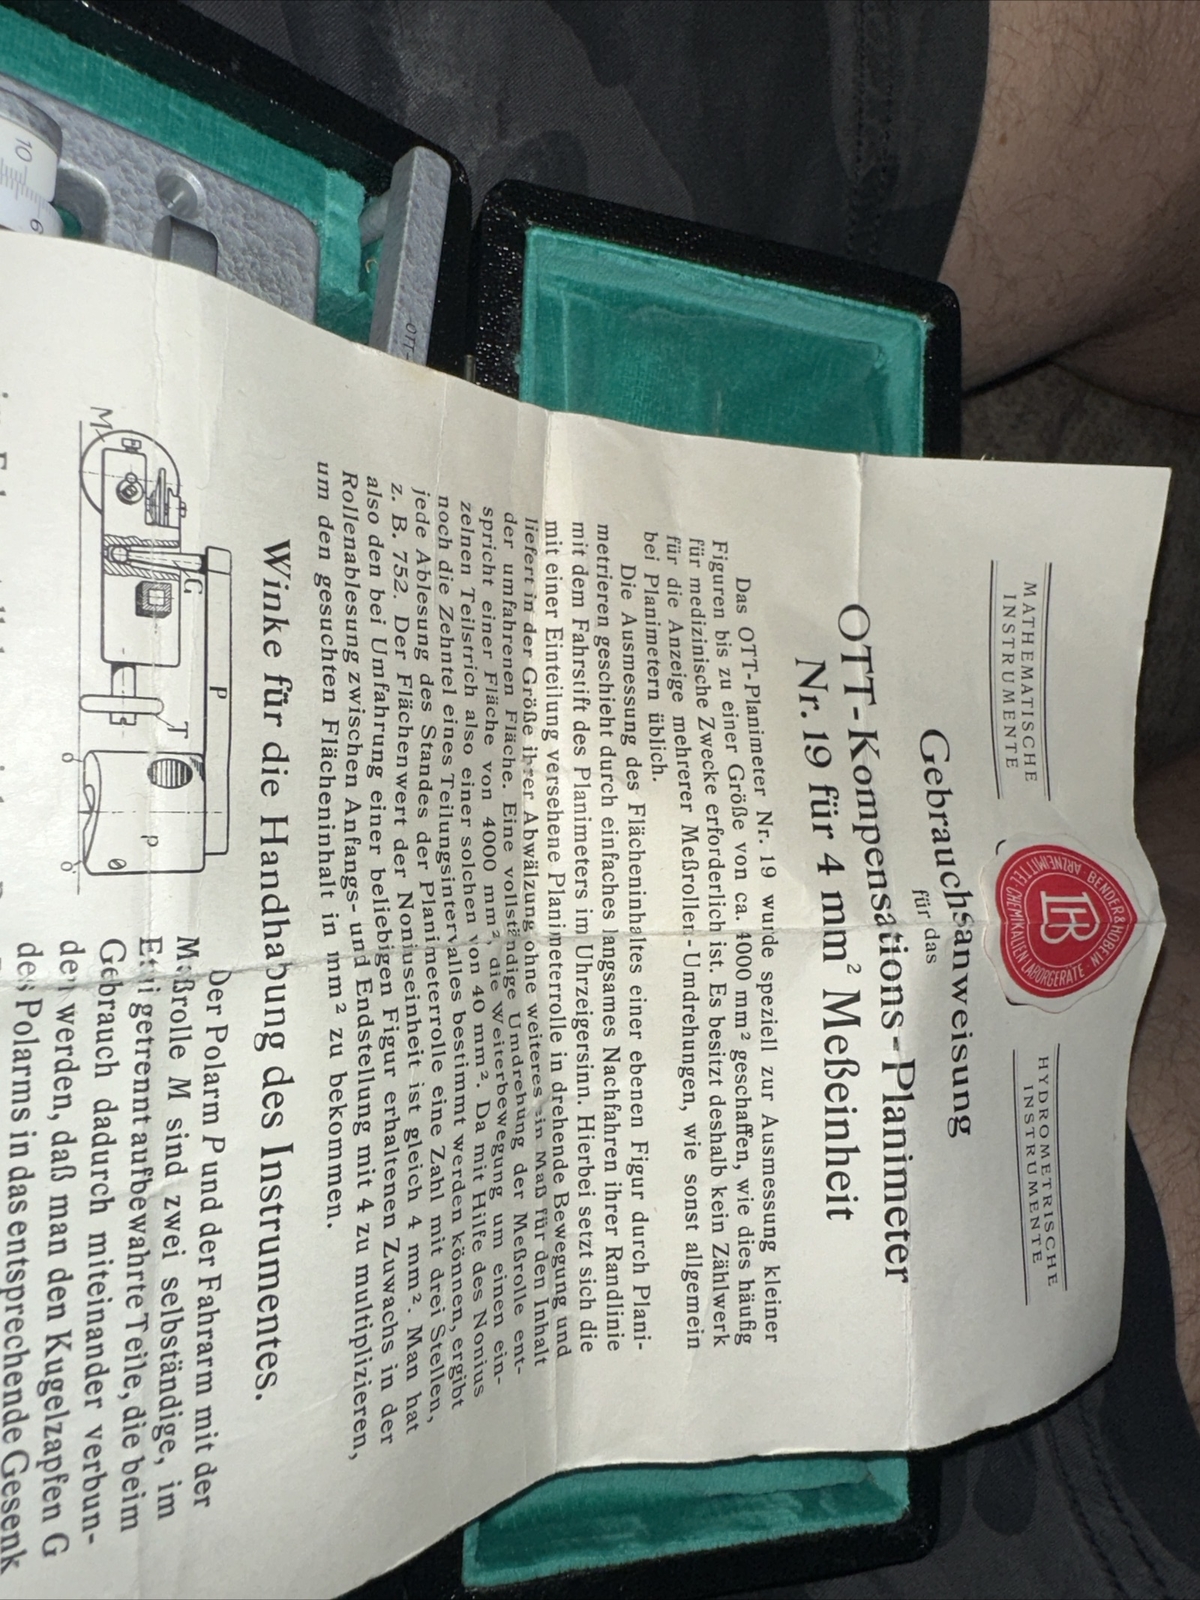 MATHEMATISCHE
INSTRUMENTE
BENDER & HOBEIN
ARZNEIMITTEL · CHEMIKALIEN · LABORGERÄTE
HYDROMETRISCHE
INSTRUMENTE
Gebrauchsanweisung
für das
OTT-Kompensations-Planimeter
Nr. 19 für 4 mm² Meßeinheit
Das OTT-Planimeter Nr. 19 wurde speziell zur Ausmessung kleiner
Figuren bis zu einer Größe von ca. 4000 mm² geschaffen, wie dies häufig
für medizinische Zwecke erforderlich ist. Es besitzt deshalb kein Zählwerk
für die Anzeige mehrerer Meßrollen-Umdrehungen, wie sonst allgemein
bei Planimetern üblich.
Die Ausmessung des Flächeninhaltes einer ebenen Figur durch Plani-
metrieren geschieht durch einfaches langsames Nachfahren ihrer Randlinie
mit dem Fahrstift des Planimeters im Uhrzeigersinn. Hierbei setzt sich die
mit einer Einteilung versehene Planimeterrolle in drehende Bewegung und
liefert in der Größe ihrer Abwälzung ohne weiteres ein Maß für den Inhalt
der umfahrenen Fläche. Eine vollständige Umdrehung der Meßrolle ent-
spricht einer Fläche von 4000 mm², die Weiterbewegung um einen ein-
zelnen Teilstrich also einer solchen von 40 mm². Da mit Hilfe des Nonius
noch die Zehntel eines Teilungsintervalles bestimmt werden können, ergibt
jede Ablesung des Standes der Planimeterrolle eine Zahl mit drei Stellen,
z. B. 752. Der Flächenwert der Noniuseinheit ist gleich 4 mm². Man hat
also den bei Umfahrung einer beliebigen Figur erhaltenen Zuwachs in der
Rollenablesung zwischen Anfangs- und Endstellung mit 4 zu multiplizieren,
um den gesuchten Flächeninhalt in mm² zu bekommen.
Winke für die Handhabung des Instrumentes.
M
G
P
T
P
Der Polarm P und der Fahrarm mit der
Meßrolle M sind zwei selbständige, im
Etui getrennt aufbewahrte Teile, die beim
Gebrauch dadurch miteinander verbun-
den werden, daß man den Kugelzapfen G
des Polarms in das entsprechende Gesenk
10
6
OTT-